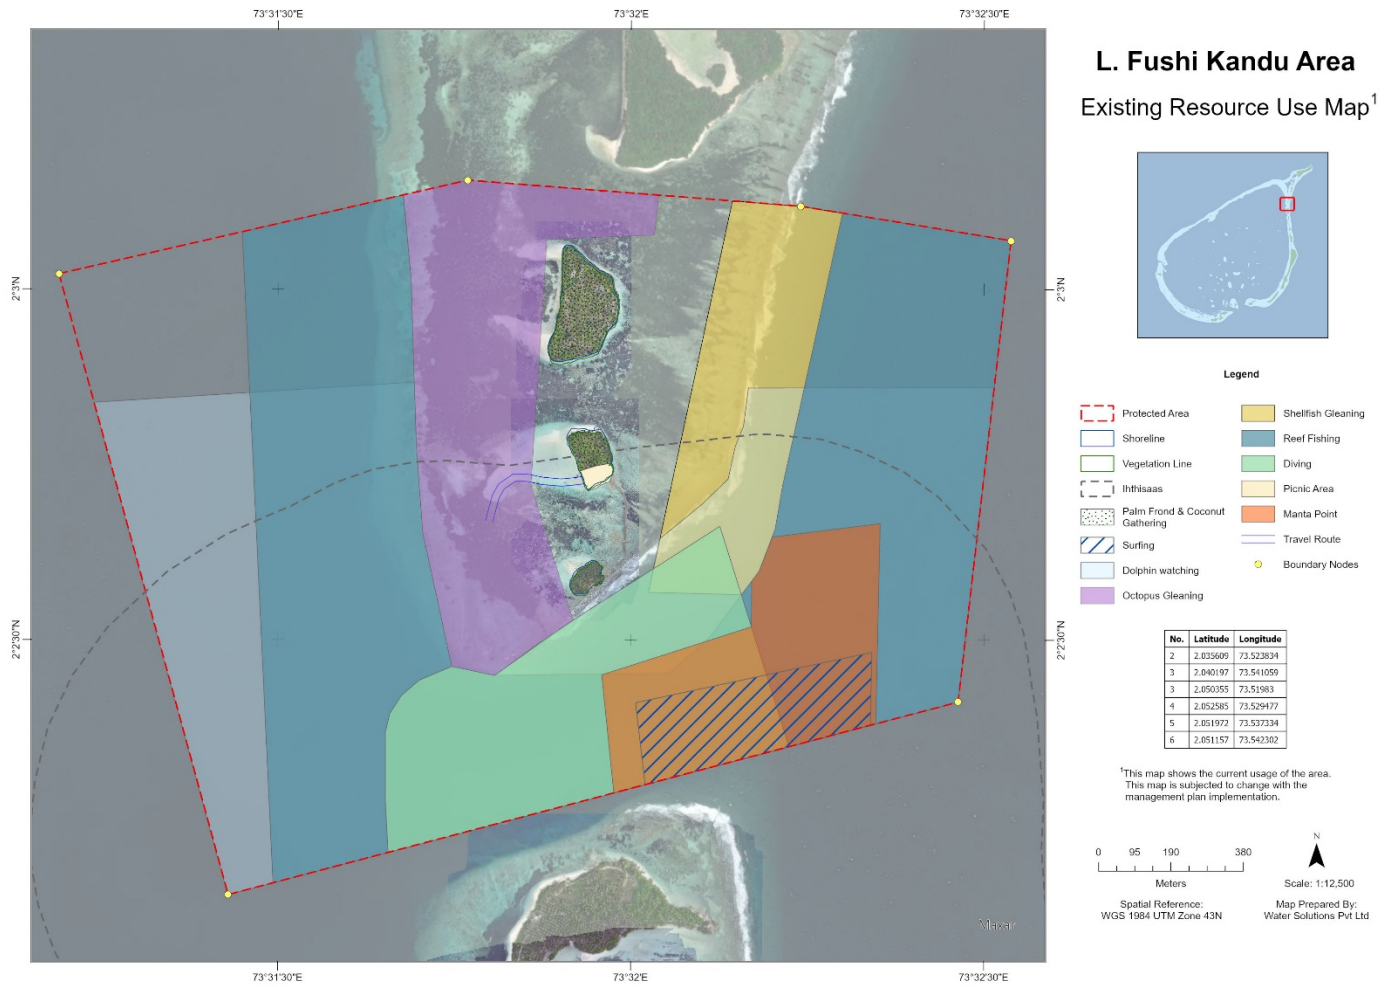 73°31'30"E
73°32'E
73°32'30"E
L. Fushi Kandu Area
Existing Resource Use Map1
2°3'N
2°3'N
2°2'30"N
2°2'30"N
Maxar
73°31'30"E
73°32'E
73°32'30"E
Legend
Protected Area
Shoreline
Vegetation Line
Ihthisaas
Palm Frond & Coconut
Gathering
Surfing
Dolphin watching
Octopus Gleaning
Shellfish Gleaning
Reef Fishing
Diving
Picnic Area
Manta Point
Travel Route
Boundary Nodes
No. Latitude Longitude
2 2.035609 73.523834
3 2.040197 73.541059
3 2.050355 73.51983
4 2.052585 73.529477
5 2.051972 73.537334
6 2.051157 73.542302
1This map shows the current usage of the area.
This map is subjected to change with the
management plan implementation.
0 95 190 380
Meters
N
Scale: 1:12,500
Spatial Reference:
WGS 1984 UTM Zone 43N
Map Prepared By:
Water Solutions Pvt Ltd